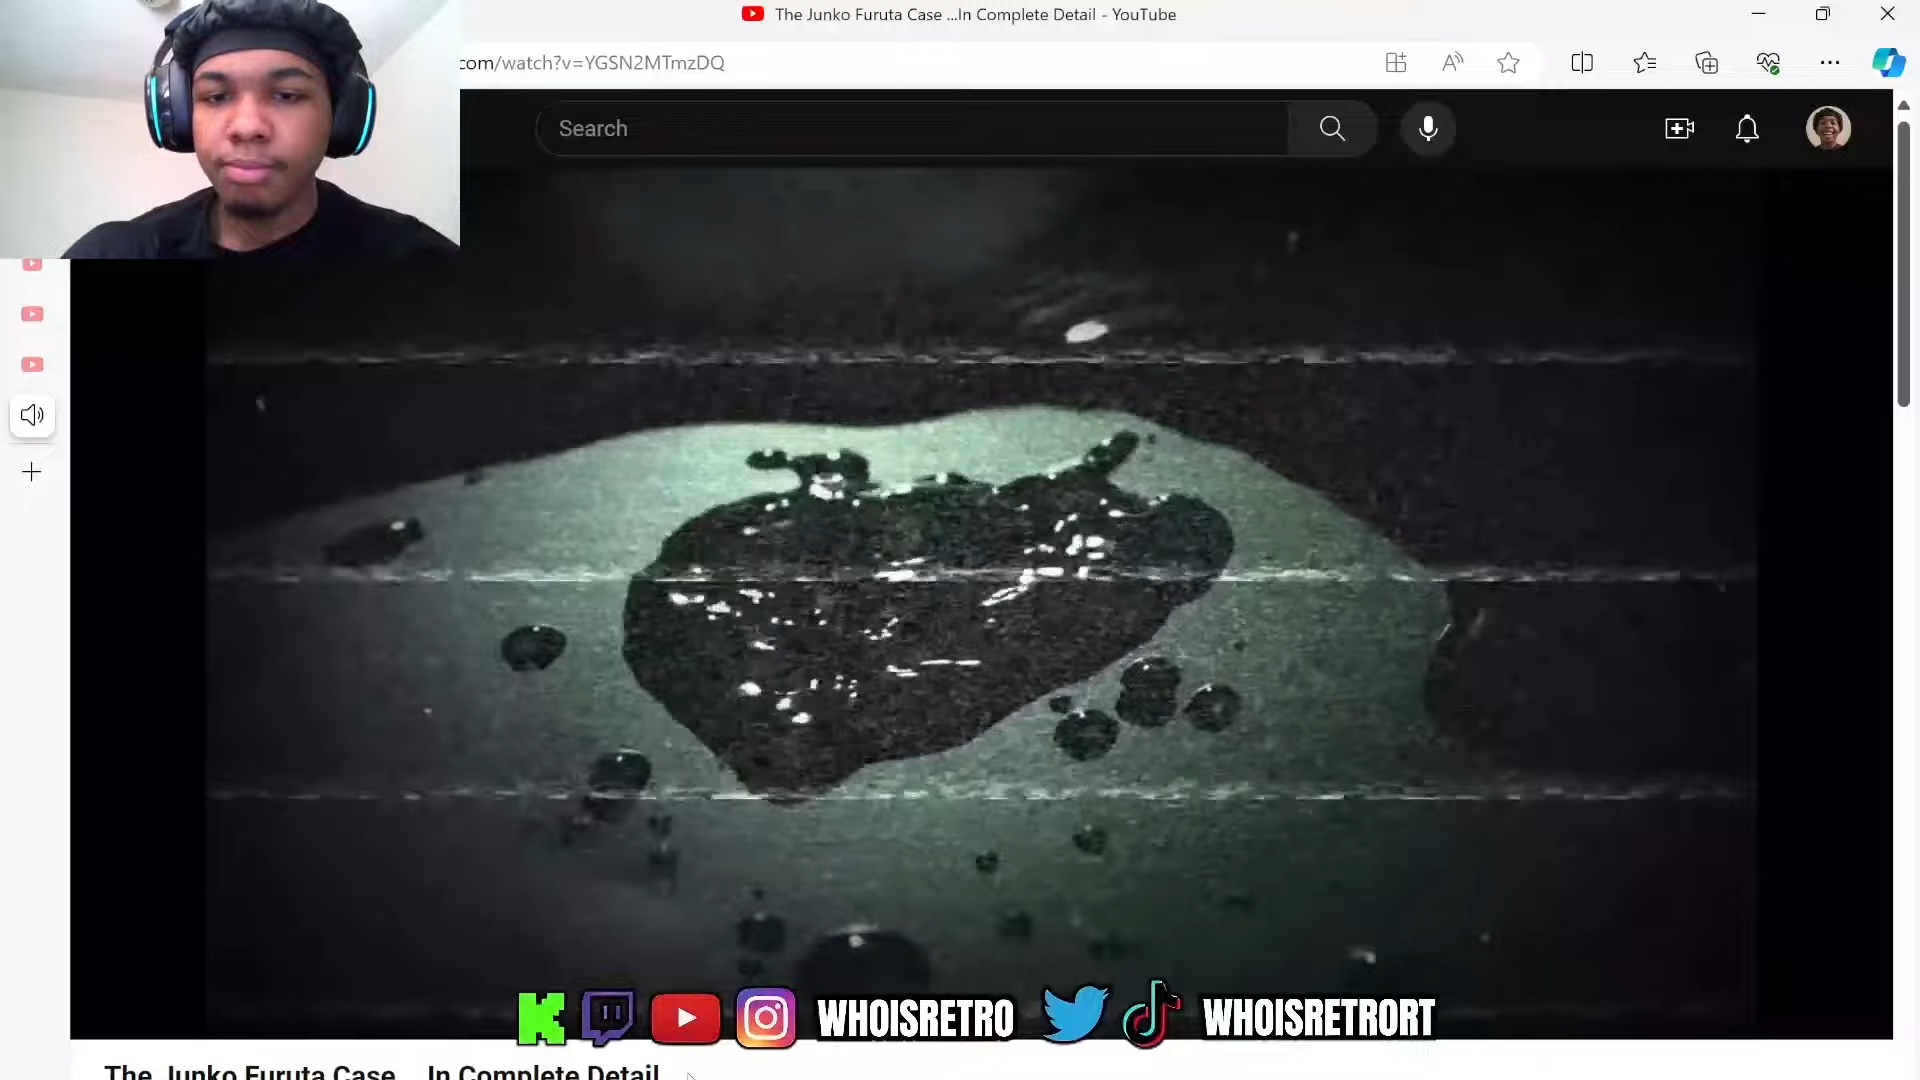 The Junko Furuta Case ...In Complete Detail - YouTube
com/watch?v=YGSN2MTmzDQ
Search
WHOISRETRO
WHOISRETRORT
The Junko Furuta Case ...In Complete Detail